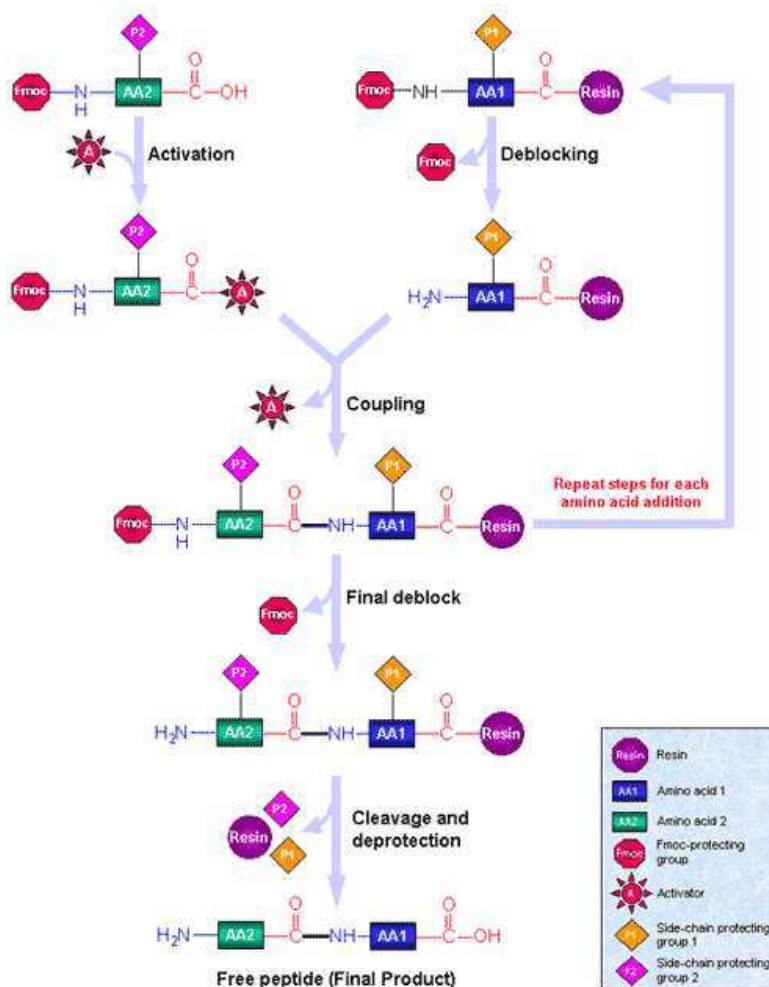 P2
P1
Fmoc N H AA2 C O OH
Fmoc NH AA1 C O Resin
A Activation
Fmoc Deblocking
P2
P1
Fmoc N H AA2 C O A
H2N AA1 C O Resin
A Coupling
P2
P1
Repeat steps for each
amino acid addition
Fmoc N H AA2 C O NH AA1 C O Resin
Fmoc Final deblock
P2
P1
H2N AA2 C O NH AA1 C O Resin
P2
Resin
P1
Cleavage and
deprotection
H2N AA2 C O NH AA1 C O OH
Free peptide (Final Product)
Resin Resin
AA1 Amino acid 1
AA2 Amino acid 2
Fmoc Fmoc-protecting
group
A Activator
P1 Side-chain protecting
group 1
P2 Side-chain protecting
group 2